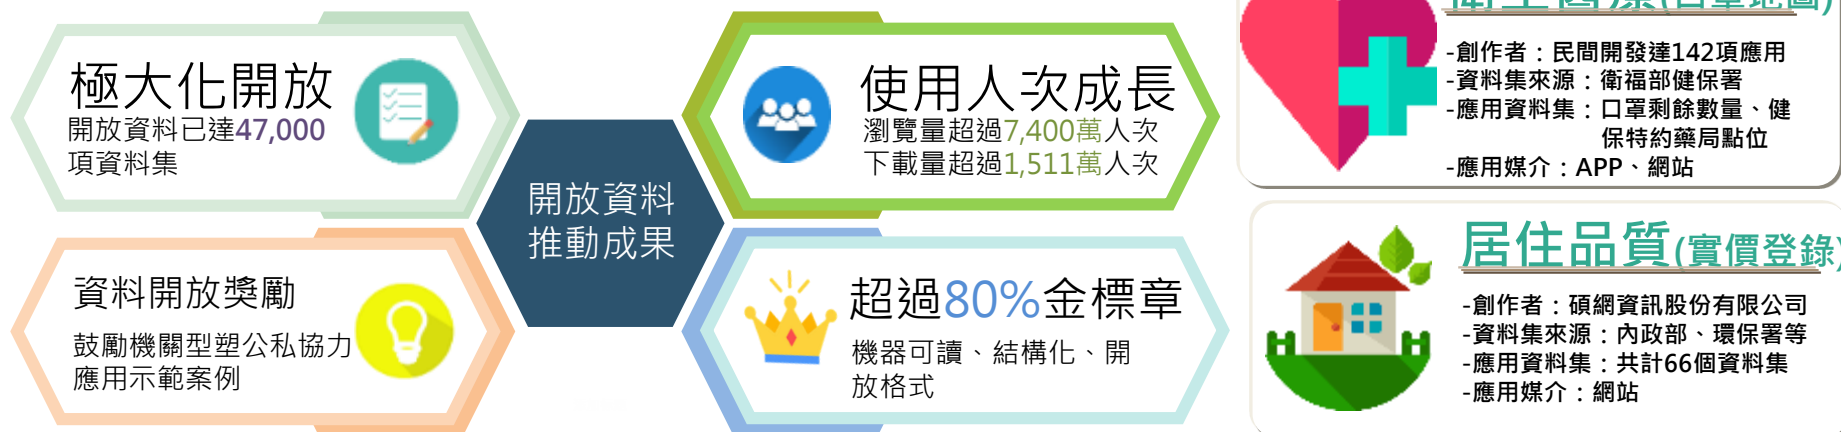 極大化開放
開放資料已達47,000
項資料集
使用人次成長
瀏覽量超過7,400萬人次
下載量超過1,511萬人次
開放資料
推動成果
資料開放獎勵
鼓勵機關型塑公私協力
應用示範案例
超過80%金標章
機器可讀、結構化、開
放格式
衛生醫療(口罩地圖)
-創作者：民間開發達142項應用
-資料集來源：衛福部健保署
-應用資料集：口罩剩餘數量、健
保特約藥局點位
-應用媒介：APP、網站
居住品質(實價登錄)
-創作者：碩網資訊股份有限公司
-資料集來源：內政部、環保署等
-應用資料集：共計66個資料集
-應用媒介：網站